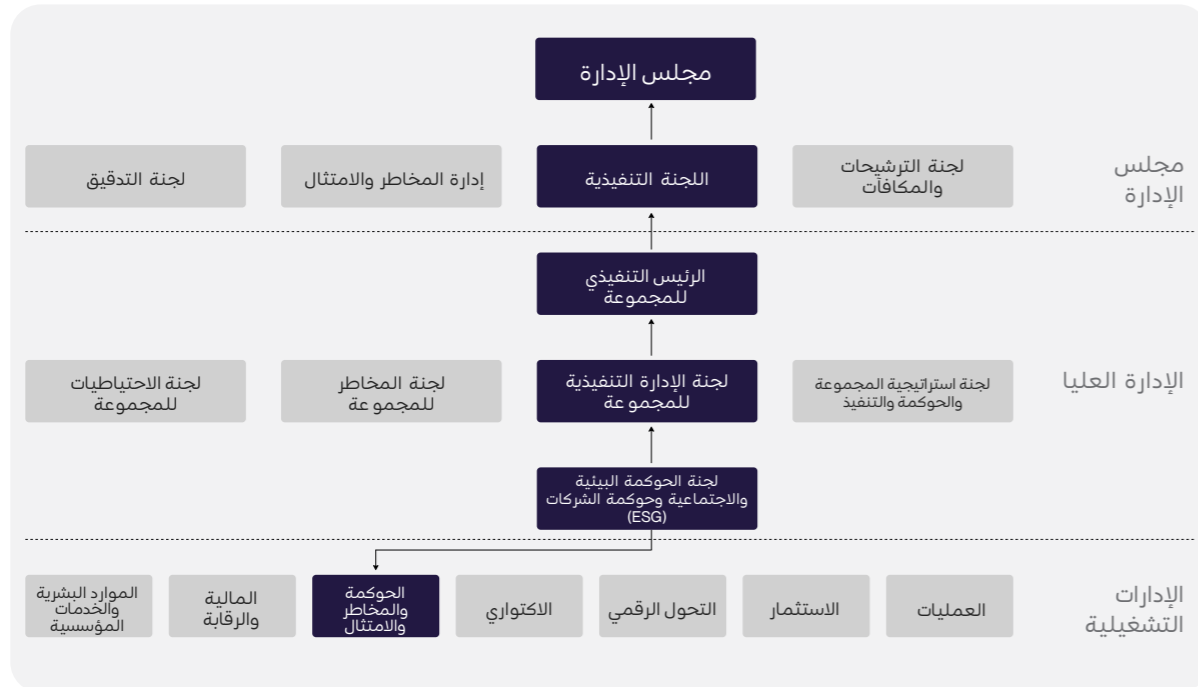 مجلس الإدارة
مجلس
الإدارة
لجنة الترشيحات
والمكافآت
اللجنة التنفيذية
إدارة المخاطر والامتثال
لجنة التدقيق
الرئيس التنفيذي
للمجموعة
الإدارة العليا
لجنة استراتيجية المجموعة
والحوكمة والتنفيذ
لجنة الإدارة التنفيذية
للمجموعة
لجنة المخاطر
للمجموعة
لجنة الاحتياطيات
للمجموعة
لجنة الحوكمة البيئية
والاجتماعية وحوكمة الشركات
(ESG)
الإدارات
التشغيلية
العمليات
الاستثمار
التحول الرقمي
الاكتواري
الحوكمة
والمخاطر
والامتثال
المالية
والرقابة
الموارد البشرية
والخدمات
المؤسسية